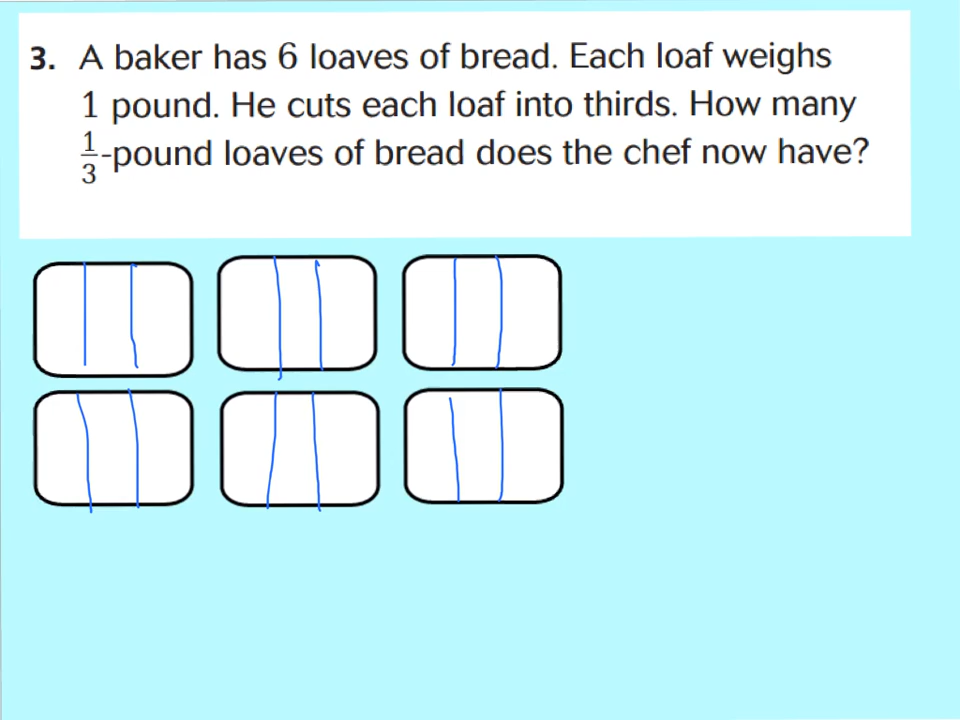 3. A baker has 6 loaves of bread. Each loaf weighs
1 pound. He cuts each loaf into thirds. How many
1/3-pound loaves of bread does the chef now have?